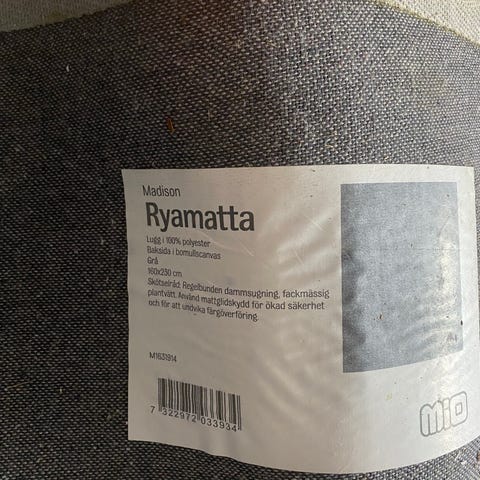 Madison
Ryamatta
Lugg i 100% polyester
Baksida i bomullscanvas
Grå
160x230 cm
Skötselråd: Regelbunden dammsugning, fackmässig
plantvätt. Använd mattglidskydd för ökad säkerhet
och för att undvika färgöverföring.
M1631914
7 322972 033934
MiO